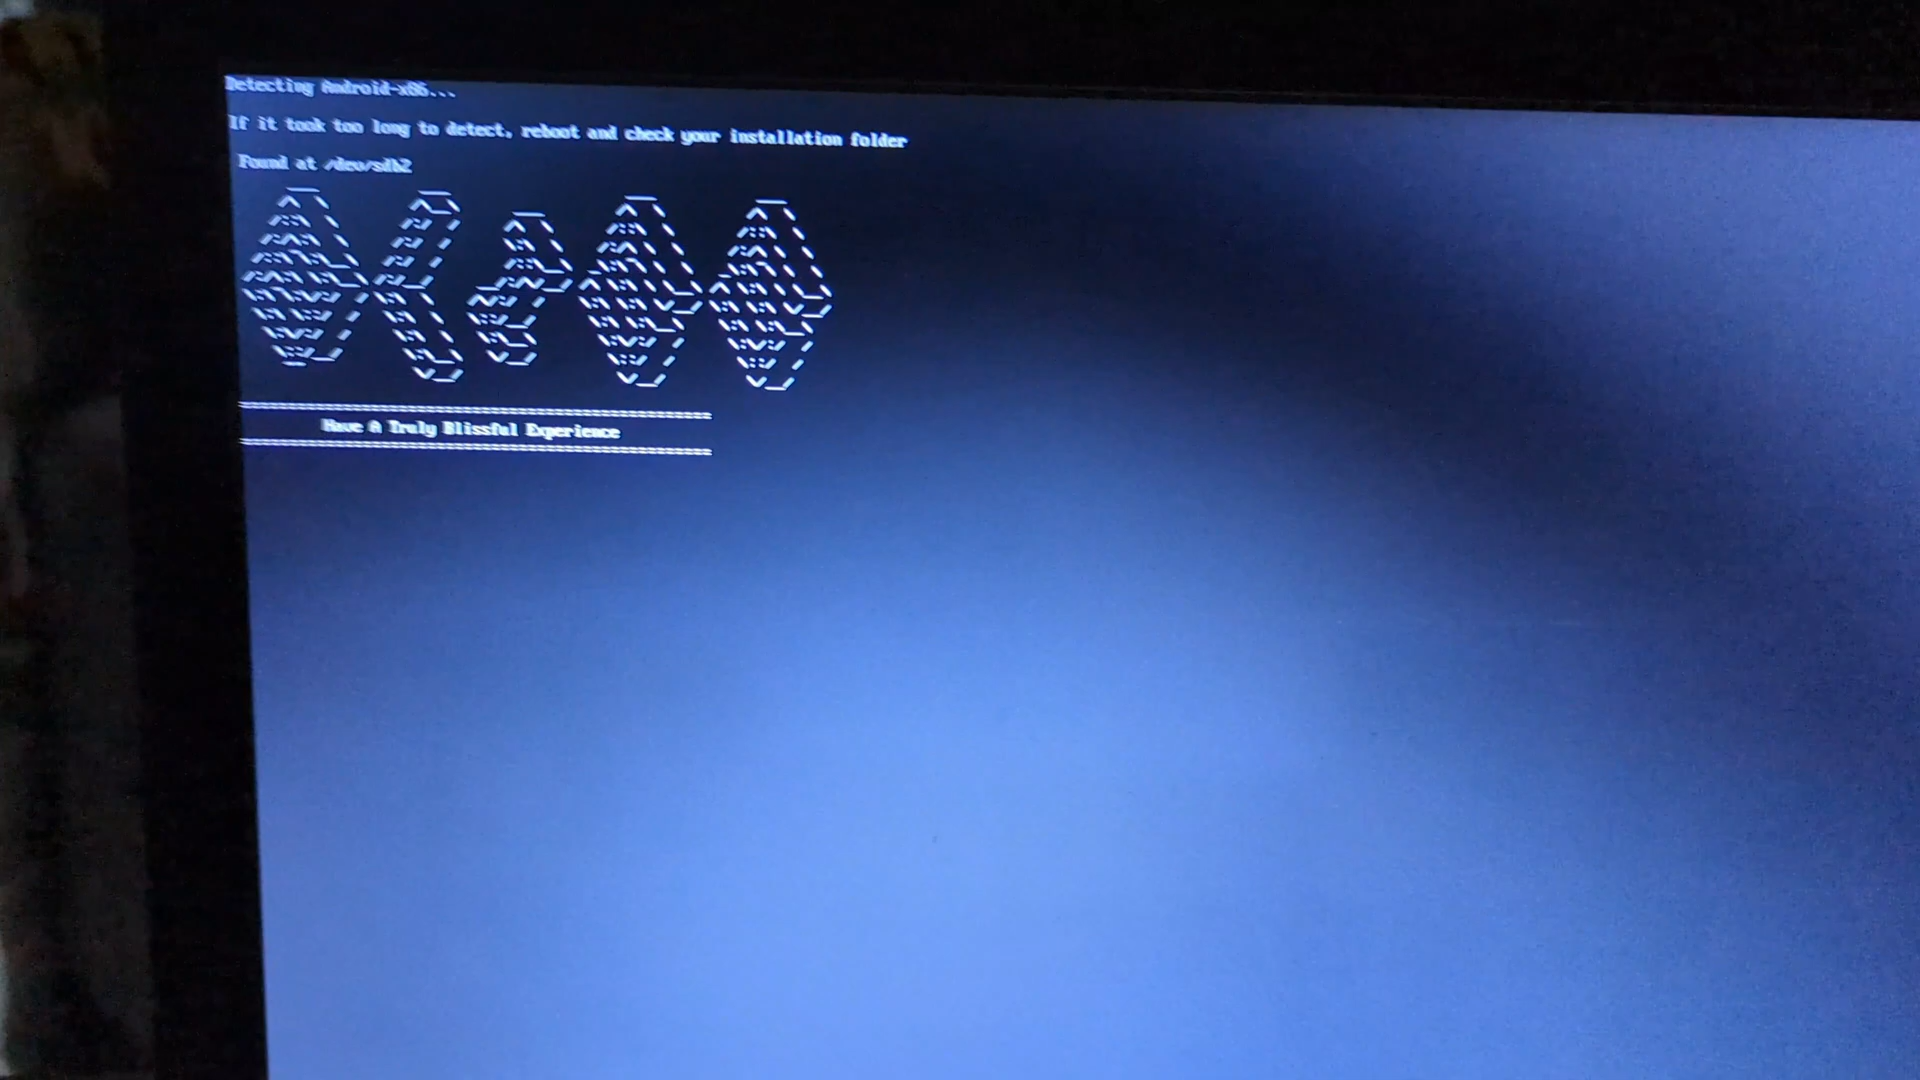 Detecting Android-x86...
If it took too long to detect, reboot and check your installation folder
Found at /dev/sdb2
Have A Truly Blissful Experience